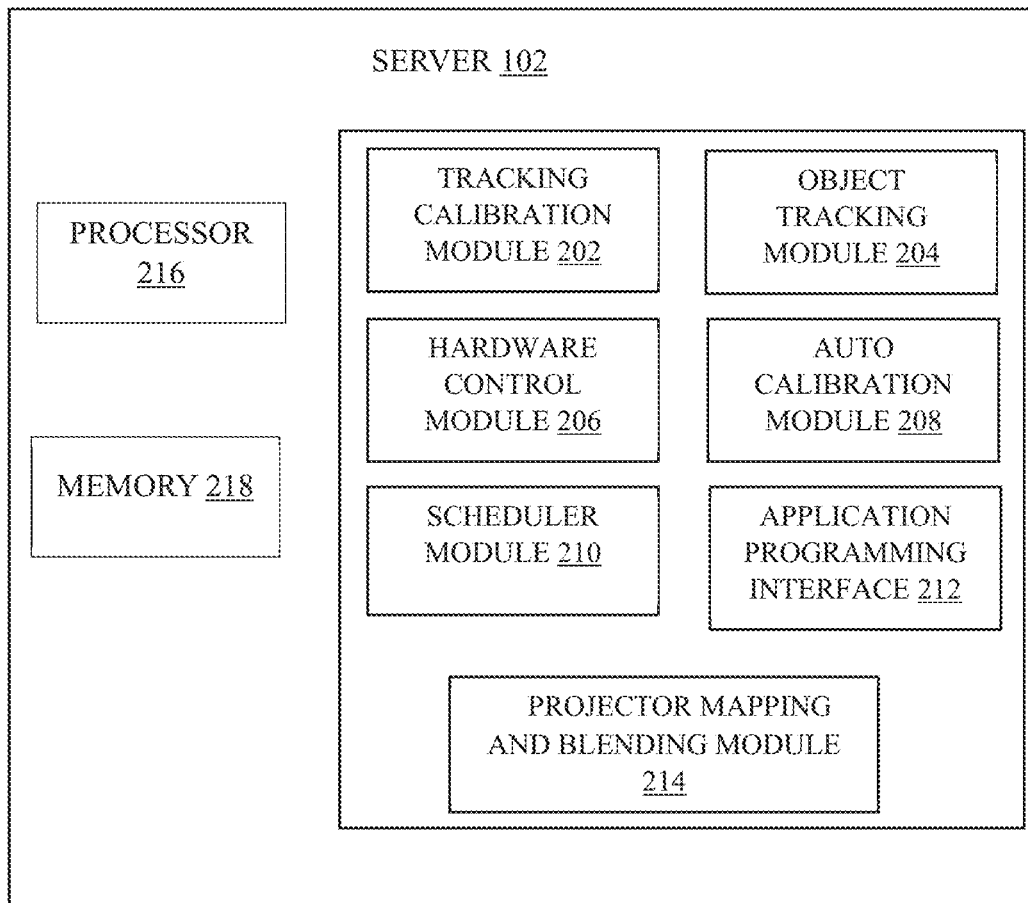 SERVER 102
PROCESSOR
216
MEMORY 218
TRACKING
CALIBRATION
MODULE 202
OBJECT
TRACKING
MODULE 204
HARDWARE
CONTROL
MODULE 206
AUTO
CALIBRATION
MODULE 208
SCHEDULER
MODULE 210
APPLICATION
PROGRAMMING
INTERFACE 212
PROJECTOR MAPPING
AND BLENDING MODULE
214